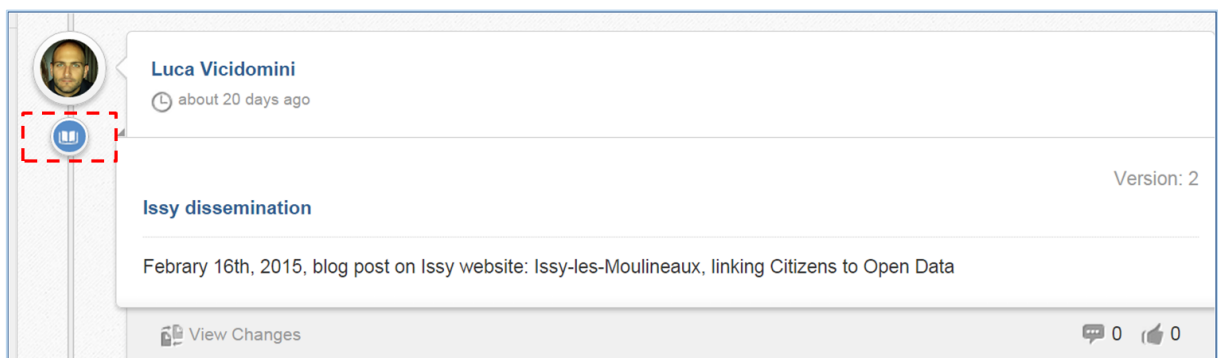 Luca Vicidomini
about 20 days ago
Version: 2
Issy dissemination
Febrary 16th, 2015, blog post on Issy website: Issy-les-Moulineaux, linking Citizens to Open Data
View Changes
0 0